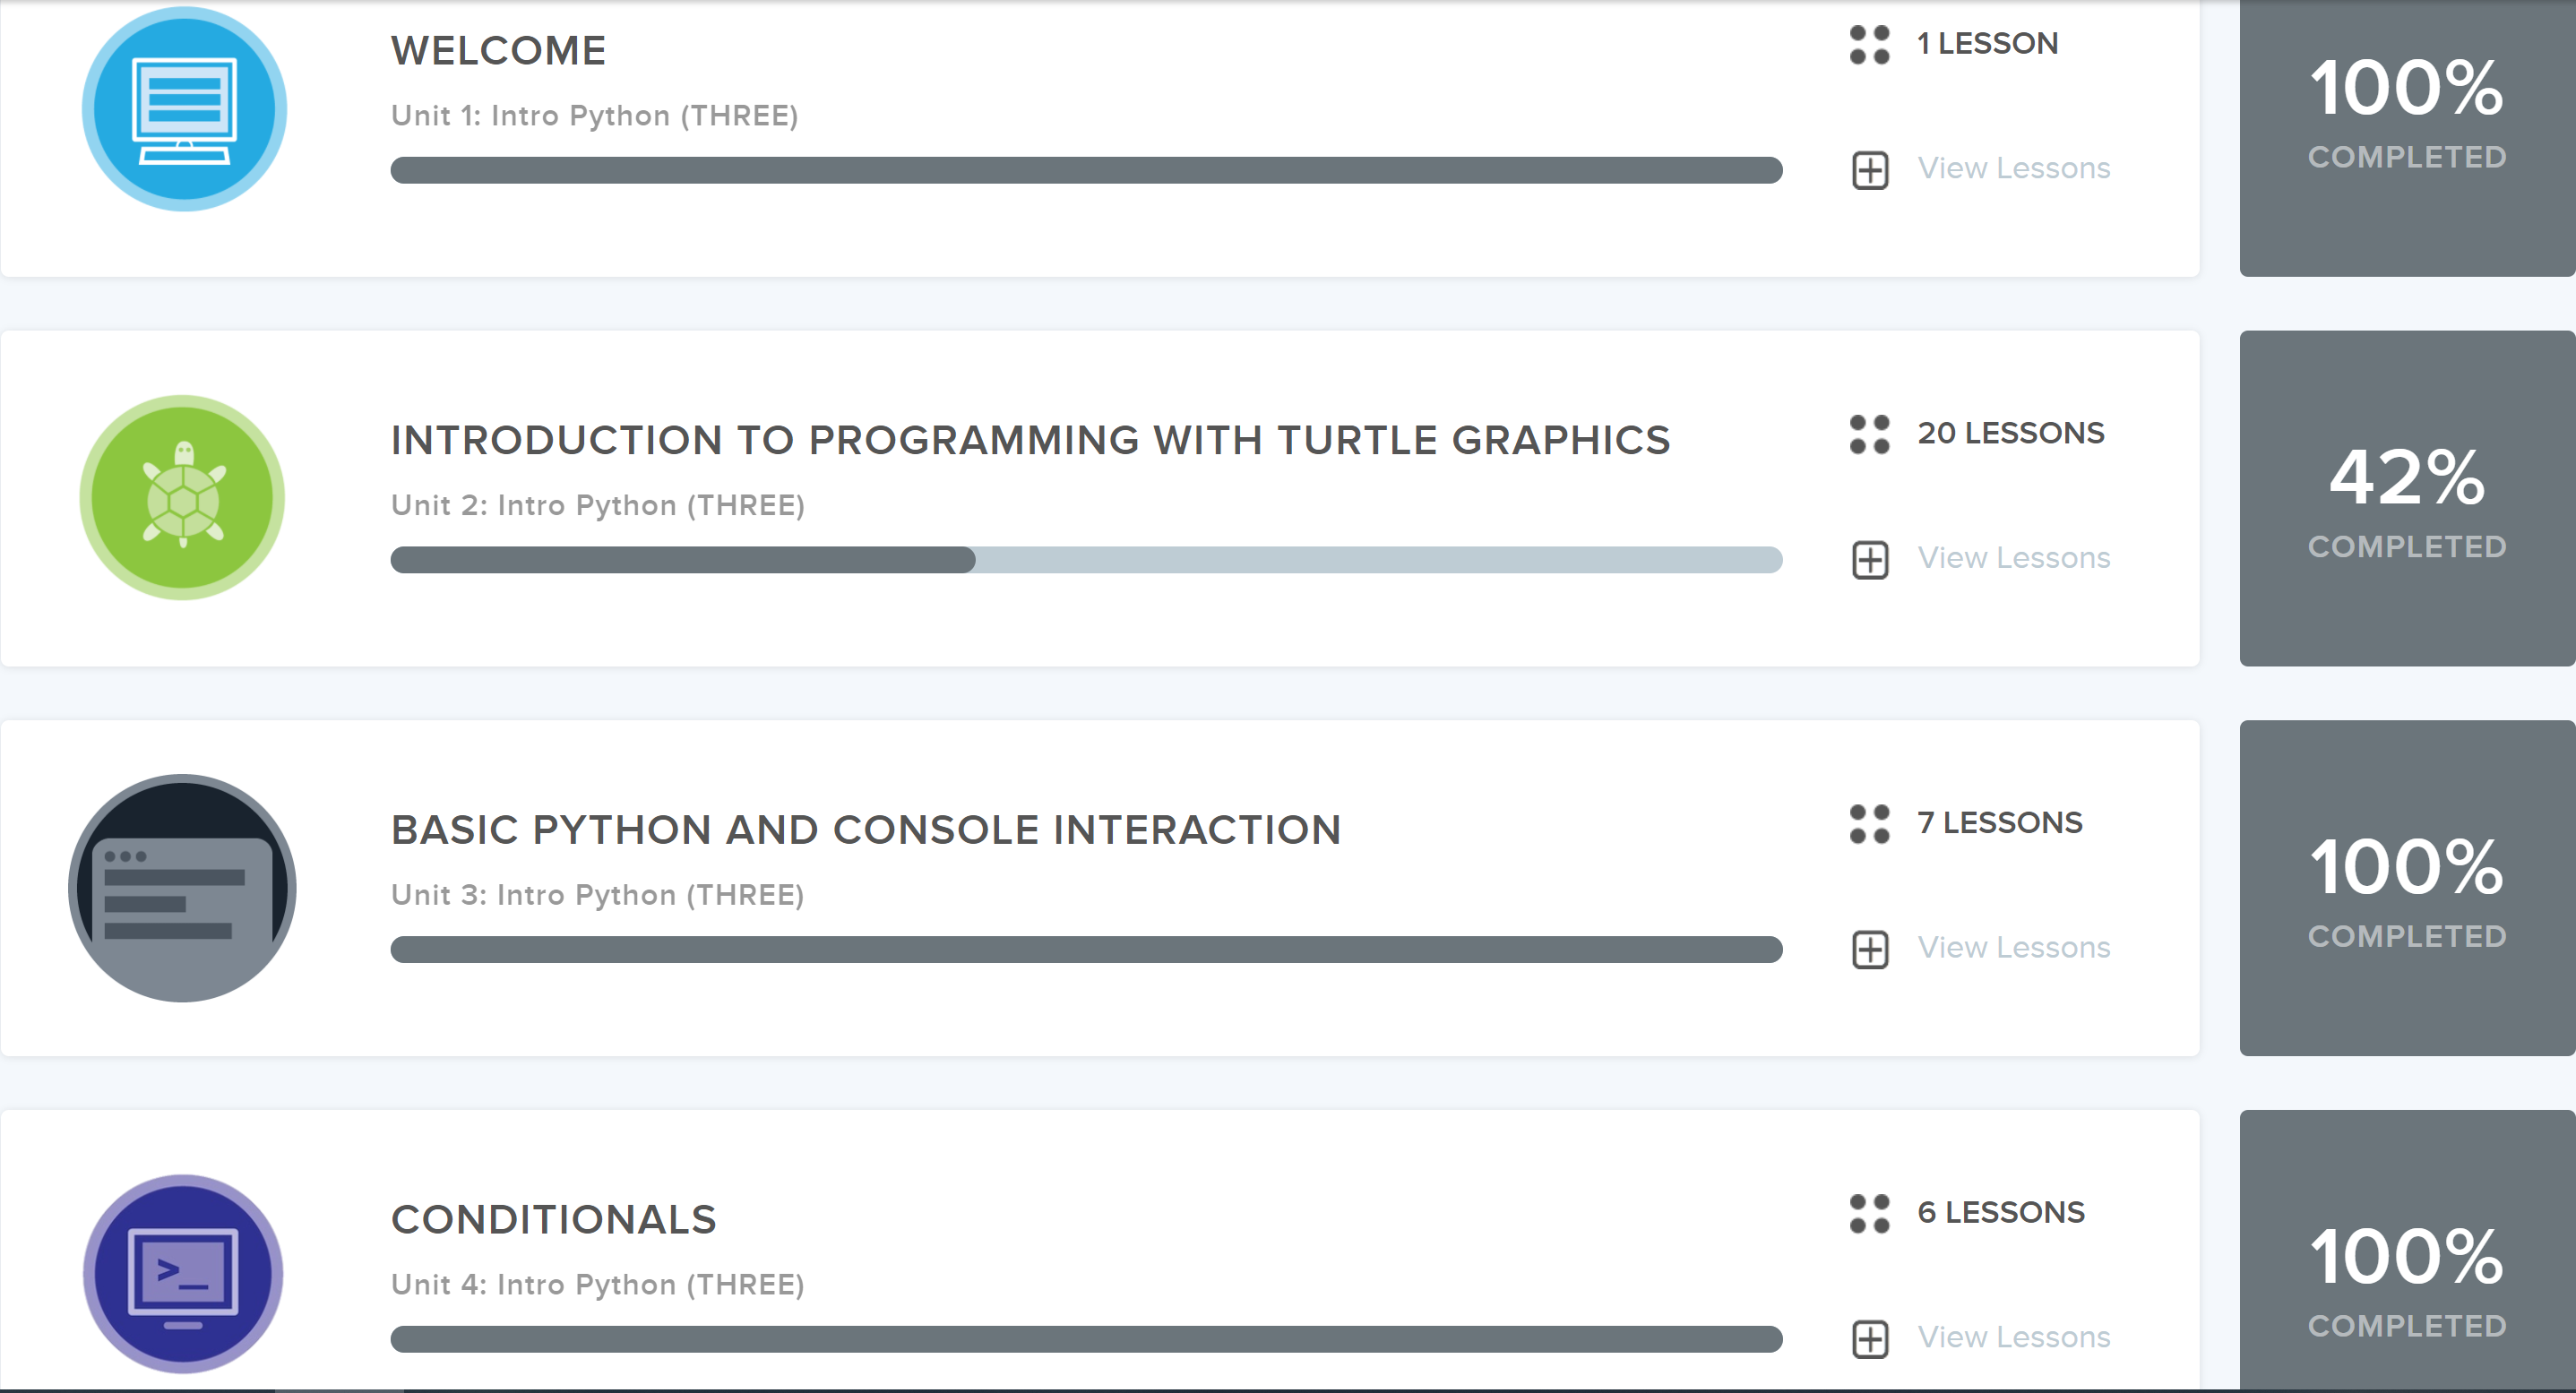 WELCOME
Unit 1: Intro Python (THREE)
1 LESSON
View Lessons
100%
COMPLETED
INTRODUCTION TO PROGRAMMING WITH TURTLE GRAPHICS
Unit 2: Intro Python (THREE)
20 LESSONS
View Lessons
42%
COMPLETED
BASIC PYTHON AND CONSOLE INTERACTION
Unit 3: Intro Python (THREE)
7 LESSONS
View Lessons
100%
COMPLETED
>_
CONDITIONALS
Unit 4: Intro Python (THREE)
6 LESSONS
View Lessons
100%
COMPLETED